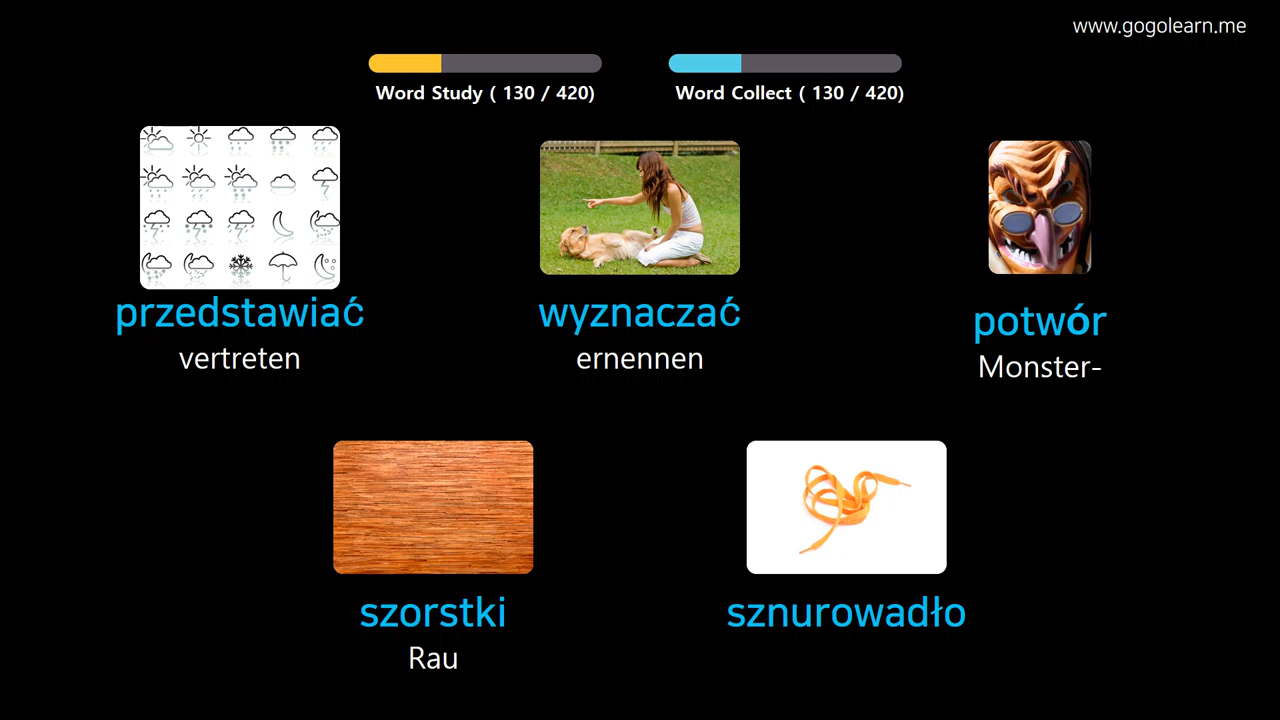 www.gogolearn.me
Word Study ( 130 / 420)
Word Collect ( 130 / 420)
przedstawiać
vertreten
wyznaczać
ernennen
potwór
Monster-
szorstki
Rau
sznurowadło